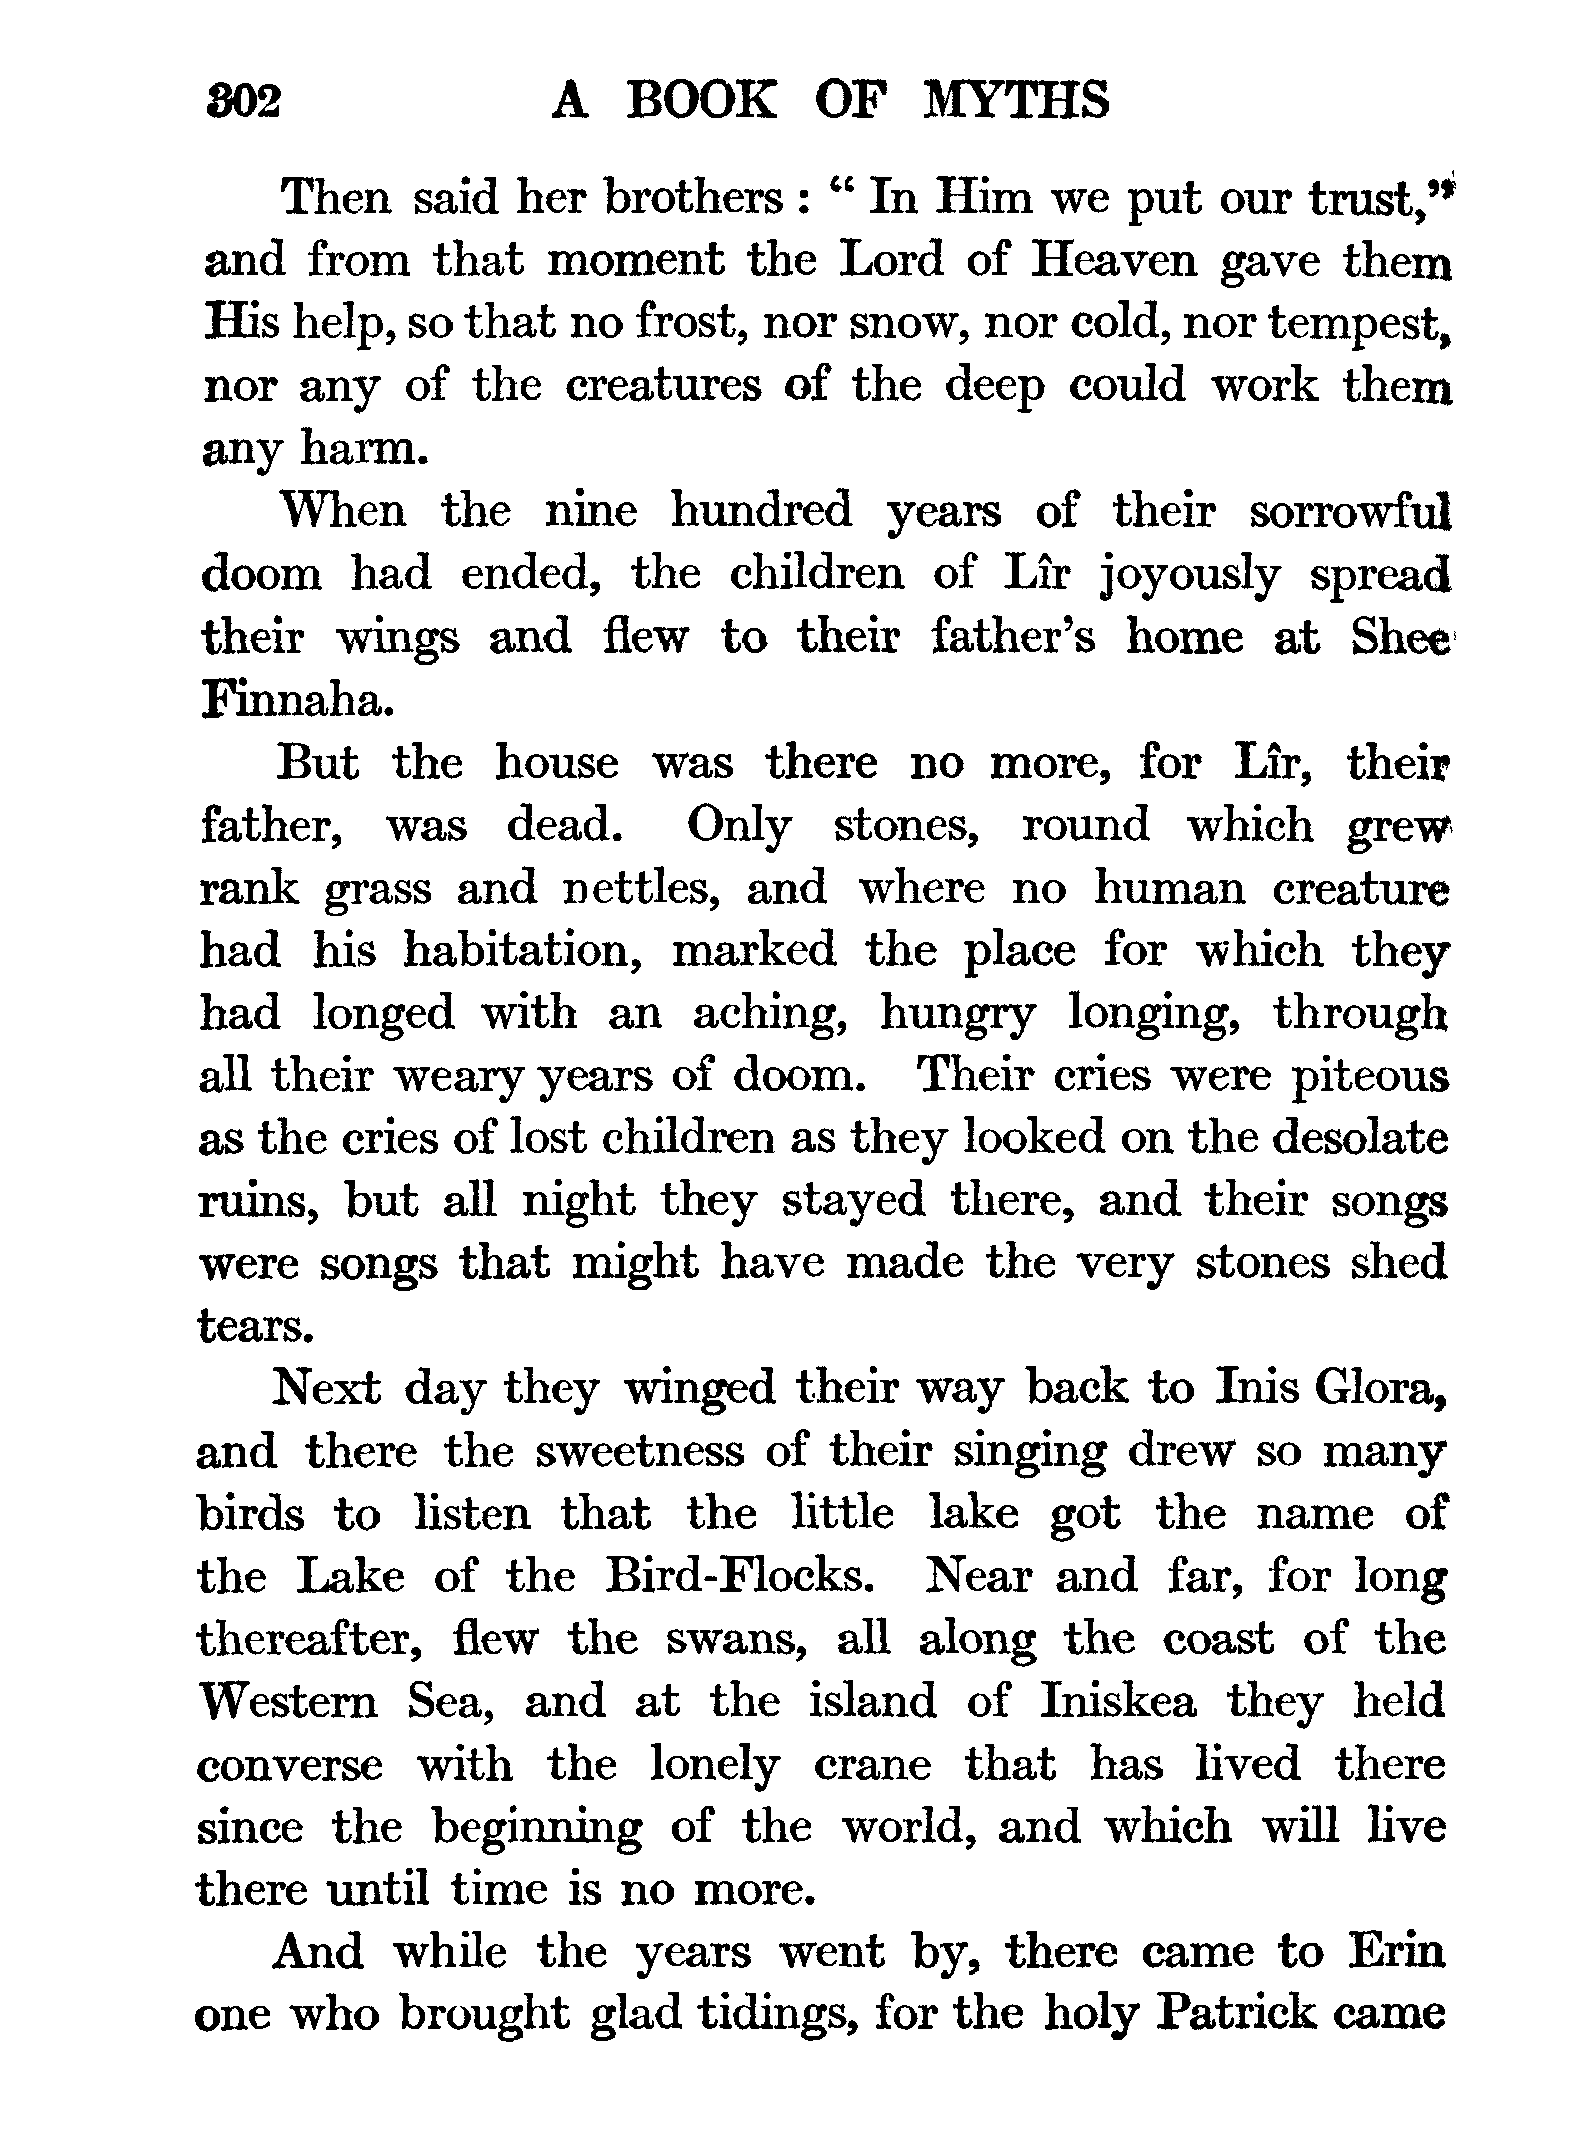 302 A BOOK OF MYTHS
Then said her brothers : “ In Him we put our trust,”
and from that moment the Lord of Heaven gave them
His help, so that no frost, nor snow, nor cold, nor tempest,
nor any of the creatures of the deep could work them
any harm.
When the nine hundred years of their sorrowful
doom had ended, the children of Lîr joyously spread
their wings and flew to their father’s home at Shee
Finnaha.
But the house was there no more, for Lîr, their
father, was dead. Only stones, round which grew
rank grass and nettles, and where no human creature
had his habitation, marked the place for which they
had longed with an aching, hungry longing, through
all their weary years of doom. Their cries were piteous
as the cries of lost children as they looked on the desolate
ruins, but all night they stayed there, and their songs
were songs that might have made the very stones shed
tears.
Next day they winged their way back to Inis Glora,
and there the sweetness of their singing drew so many
birds to listen that the little lake got the name of
the Lake of the Bird-Flocks. Near and far, for long
thereafter, flew the swans, all along the coast of the
Western Sea, and at the island of Iniskea they held
converse with the lonely crane that has lived there
since the beginning of the world, and which will live
there until time is no more.
And while the years went by, there came to Erin
one who brought glad tidings, for the holy Patrick came